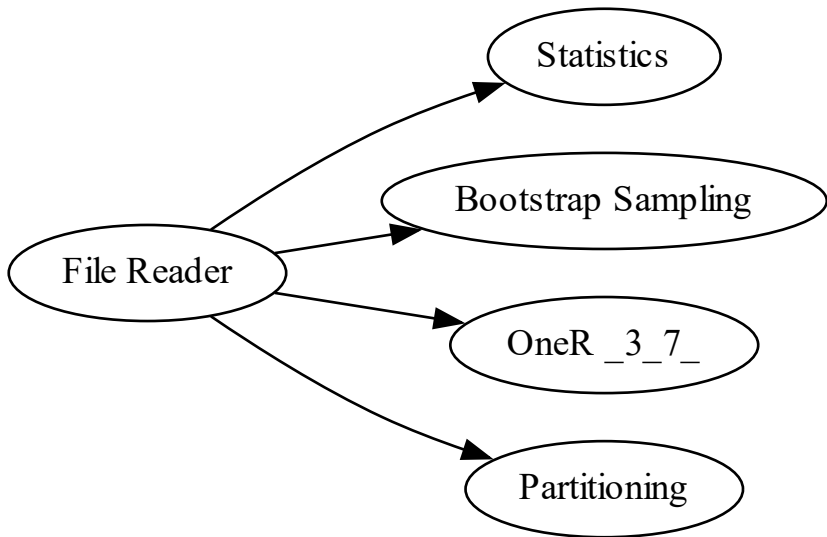 Statistics
Bootstrap Sampling
File Reader
OneR _3_7_
Partitioning